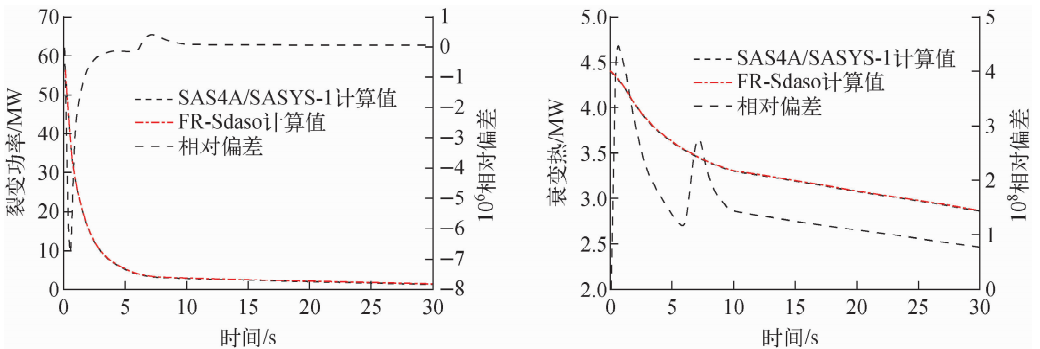 70
60
50
40
30
20
10
0
裂变功率/MW
1
0
−1
−2
−3
−4
−5
−6
−7
−8
10⁶相对偏差
SAS4A/SASYS-1计算值
FR-Sdaso计算值
相对偏差
0 5 10 15 20 25 30
时间/s
5.0
4.5
4.0
3.5
3.0
2.5
2.0
衰变热/MW
5
4
3
2
1
0
10⁸相对偏差
SAS4A/SASYS-1计算值
FR-Sdaso计算值
相对偏差
0 5 10 15 20 25 30
时间/s